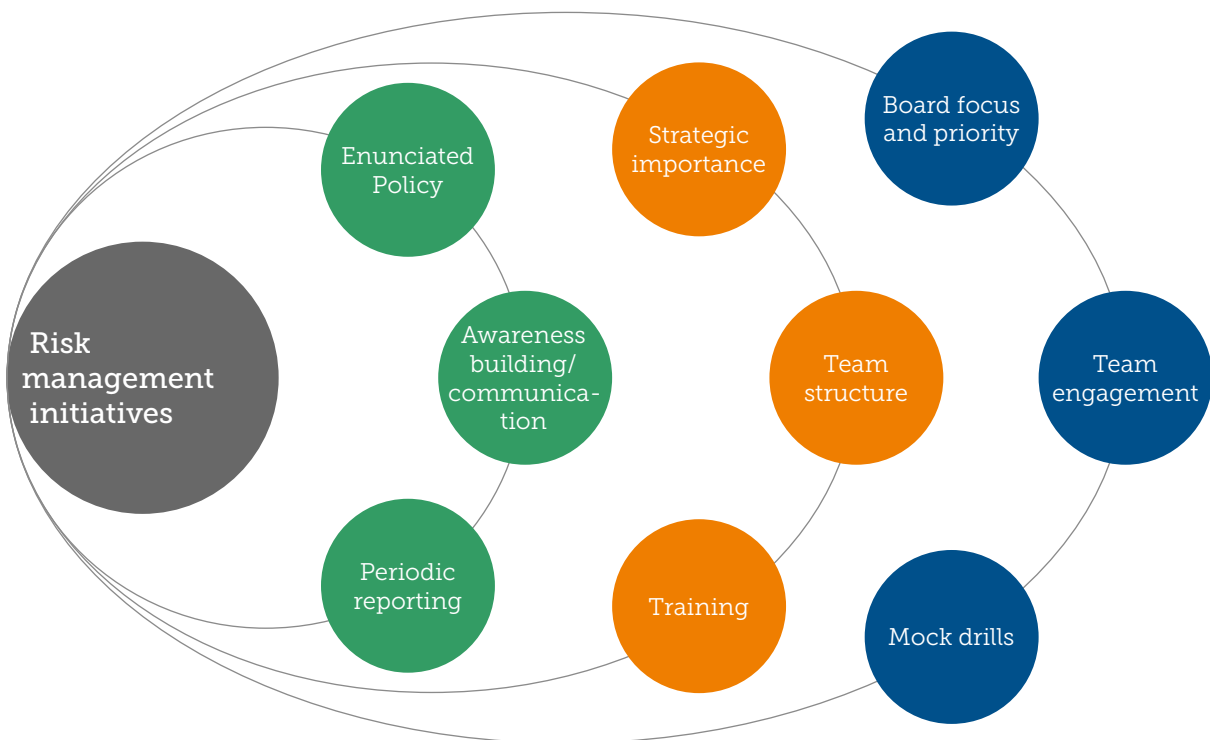 Risk
management
initiatives
Enunciated
Policy
Awareness
building/
communica-
tion
Periodic
reporting
Strategic
importance
Team
structure
Training
Board focus
and priority
Team
engagement
Mock drills